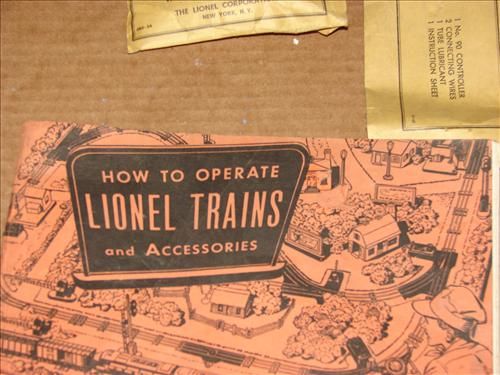 THE LIONEL CORPORATION
NEW YORK, N.Y.
1 No. 90 CONTROLLER
2 CONNECTING WIRES
1 TUBE LUBRICANT
1 INSTRUCTION SHEET
HOW TO OPERATE
LIONEL TRAINS
and ACCESSORIES